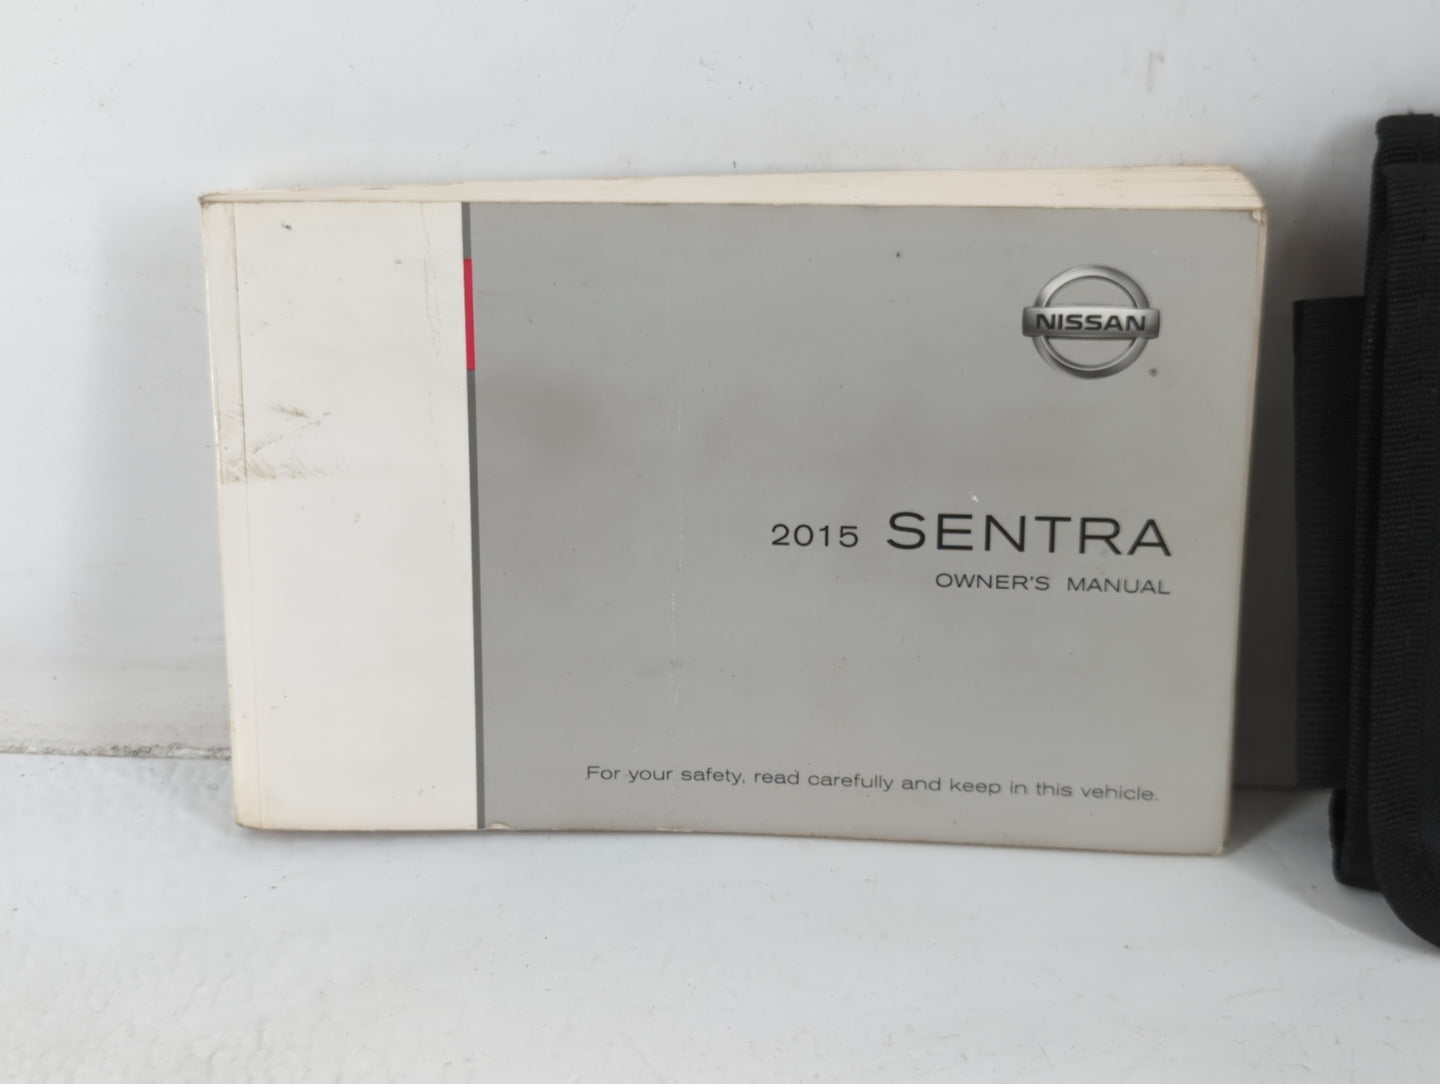 NISSAN
®
2015 SENTRA
OWNER'S MANUAL
For your safety, read carefully and keep in this vehicle.